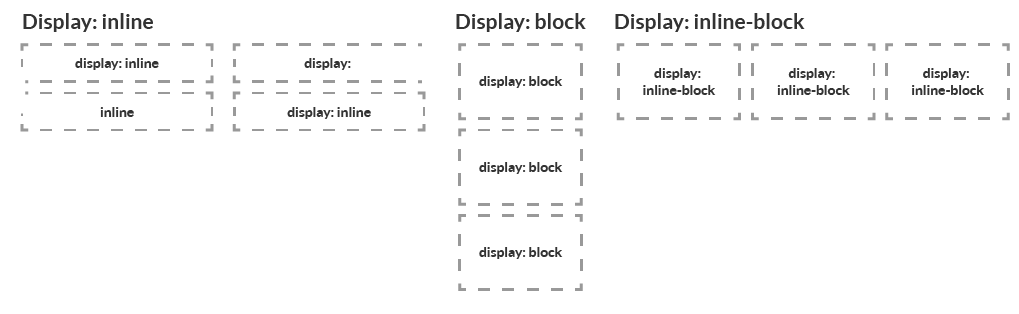 Display: inline
display: inline
display:
inline
display: inline
Display: block
display: block
display: block
display: block
Display: inline-block
display:
inline-block
display:
inline-block
display:
inline-block